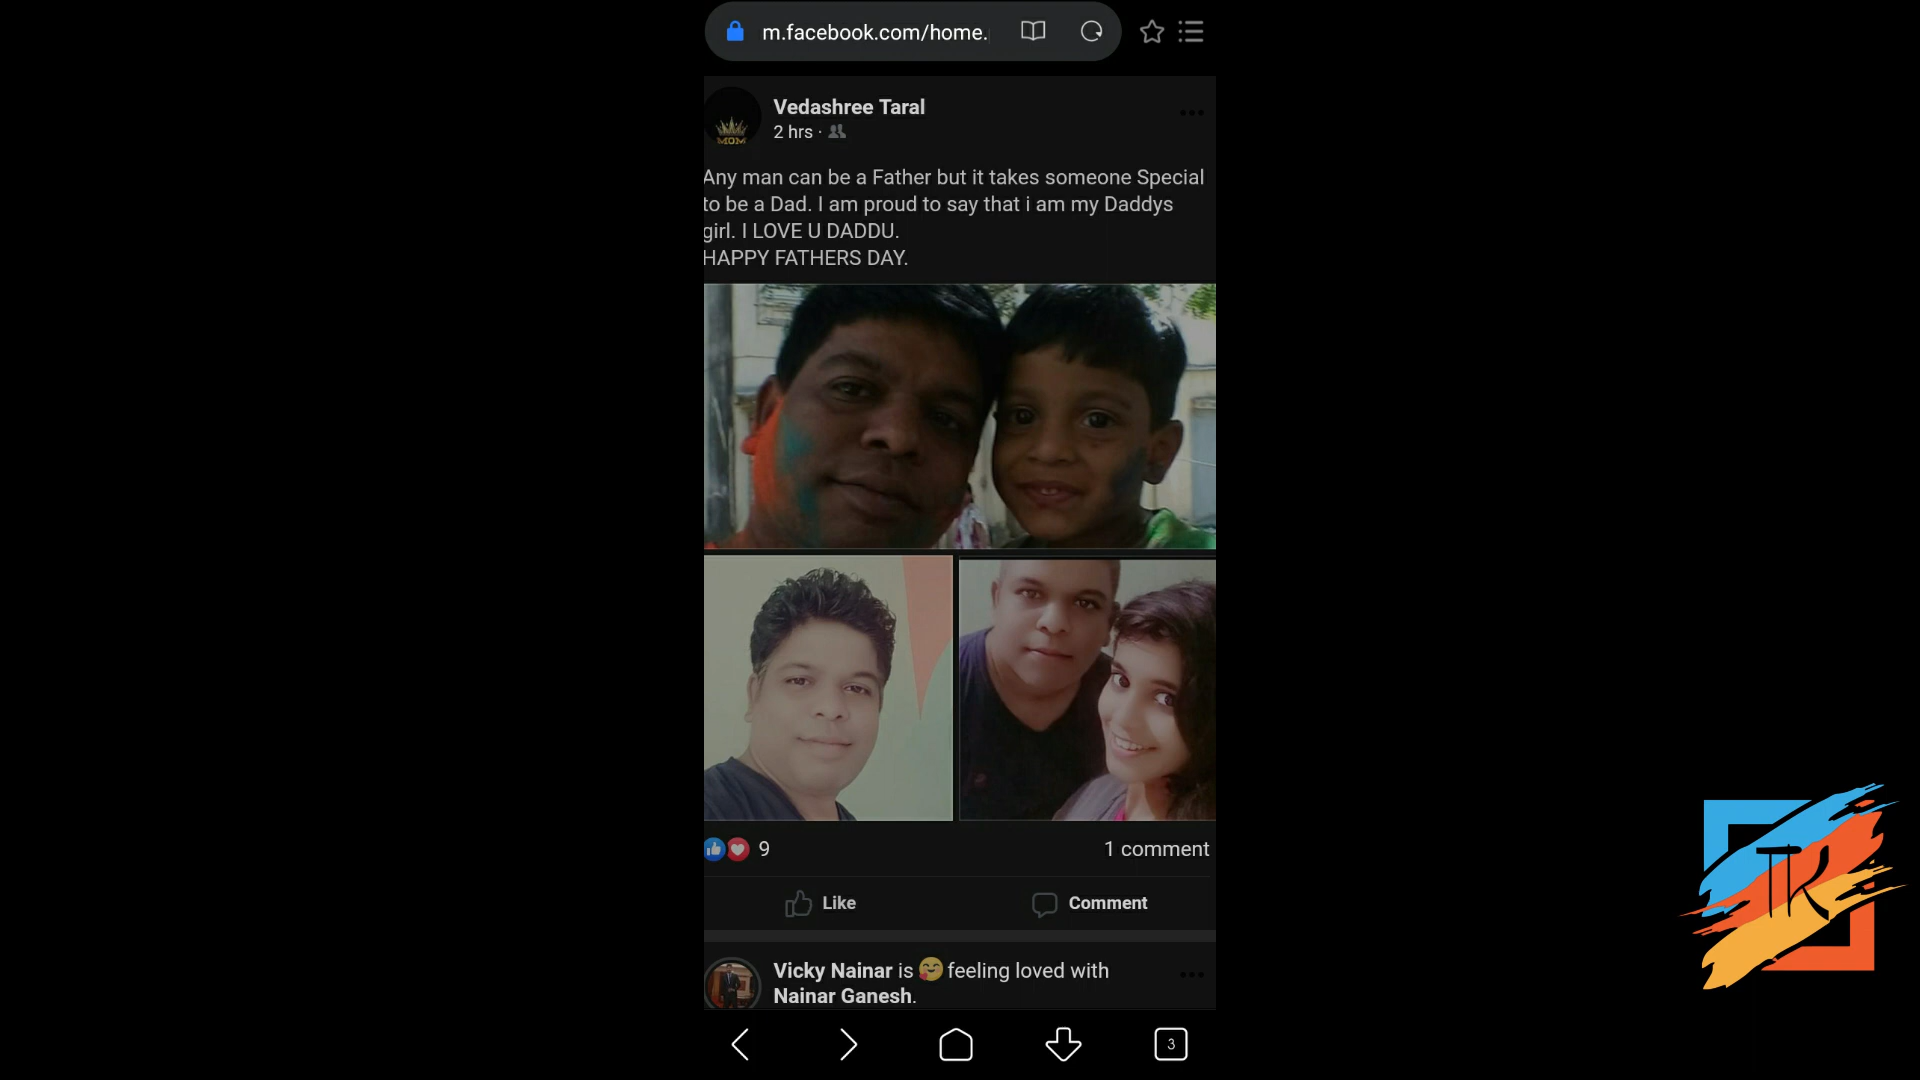 m.facebook.com/home.
Vedashree Taral
2 hrs ·
MOM
Any man can be a Father but it takes someone Special
to be a Dad. I am proud to say that i am my Daddys
girl. I LOVE U DADDU.
HAPPY FATHERS DAY.
9
1 comment
Like
Comment
Vicky Nainar is 🥰 feeling loved with
Nainar Ganesh.
3
TK